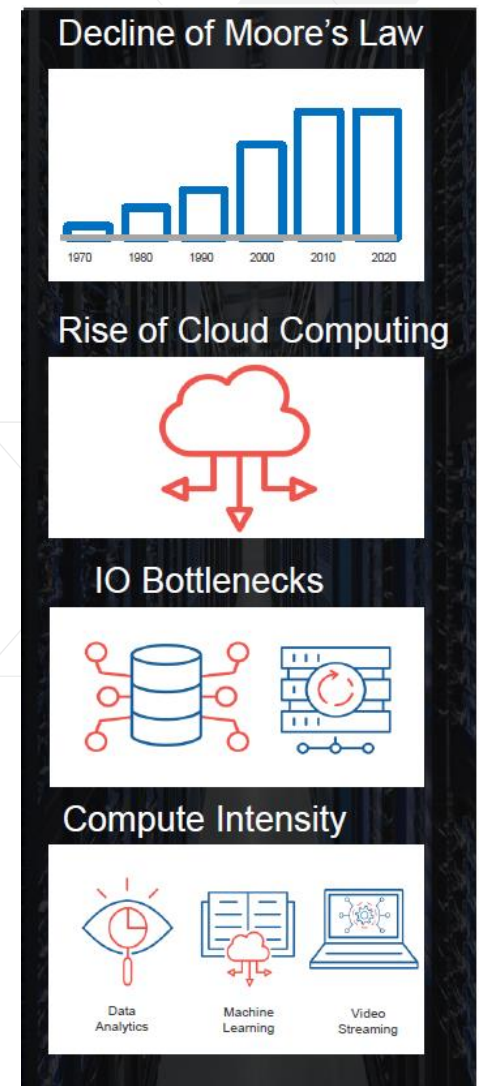 Decline of Moore's Law
1970 1980 1990 2000 2010 2020
Rise of Cloud Computing
IO Bottlenecks
Compute Intensity
Data
Analytics
Machine
Learning
Video
Streaming